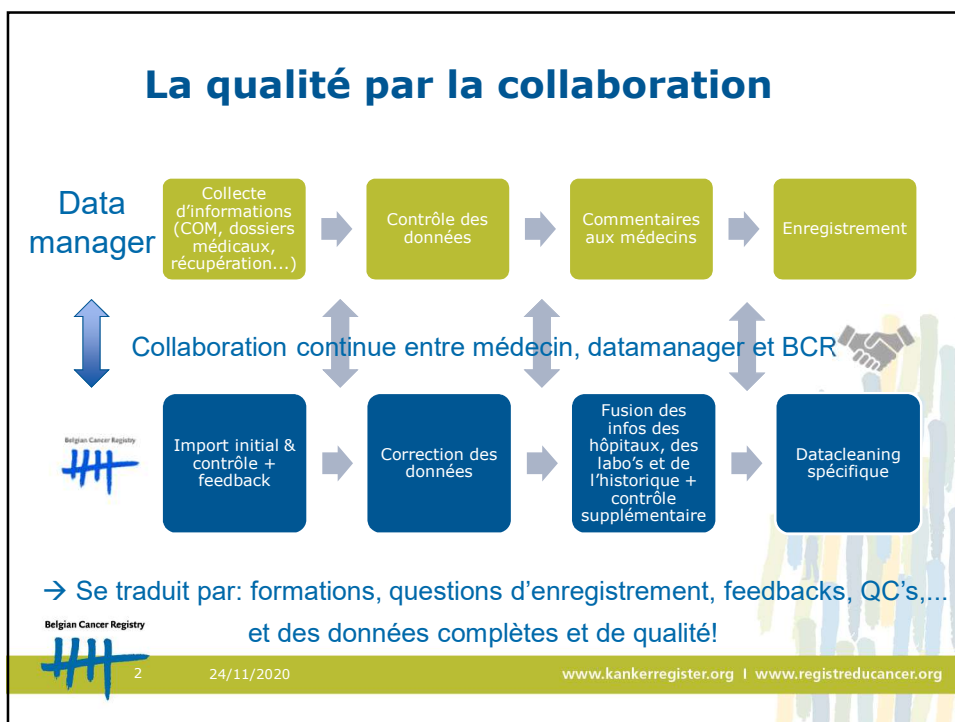 La qualité par la collaboration
Data
manager
Collecte
d'informations
(COM, dossiers
médicaux,
récupération...)
Contrôle des
données
Commentaires
aux médecins
Enregistrement
Collaboration continue entre médecin, datamanager et BCR
Belgian Cancer Registry
Import initial &
contrôle +
feedback
Correction des
données
Fusion des
infos des
hôpitaux, des
labo's et de
l'historique +
contrôle
supplémentaire
Datacleaning
spécifique
→ Se traduit par: formations, questions d'enregistrement, feedbacks, QC's,...
et des données complètes et de qualité!
Belgian Cancer Registry
2
24/11/2020
www.kankerregister.org I www.registreducancer.org